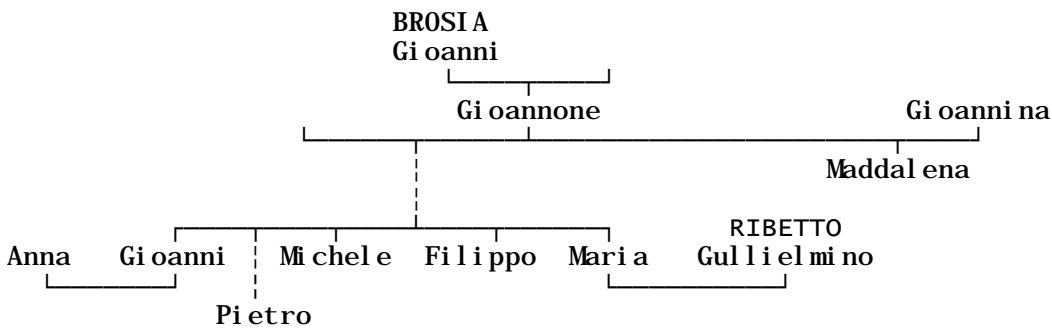 BROSIA
Gioanni
Gioannone Gioannina
Maddalena
RIBETTO
Anna Gioanni Michele Filippo Maria Gullielmino
Pietro